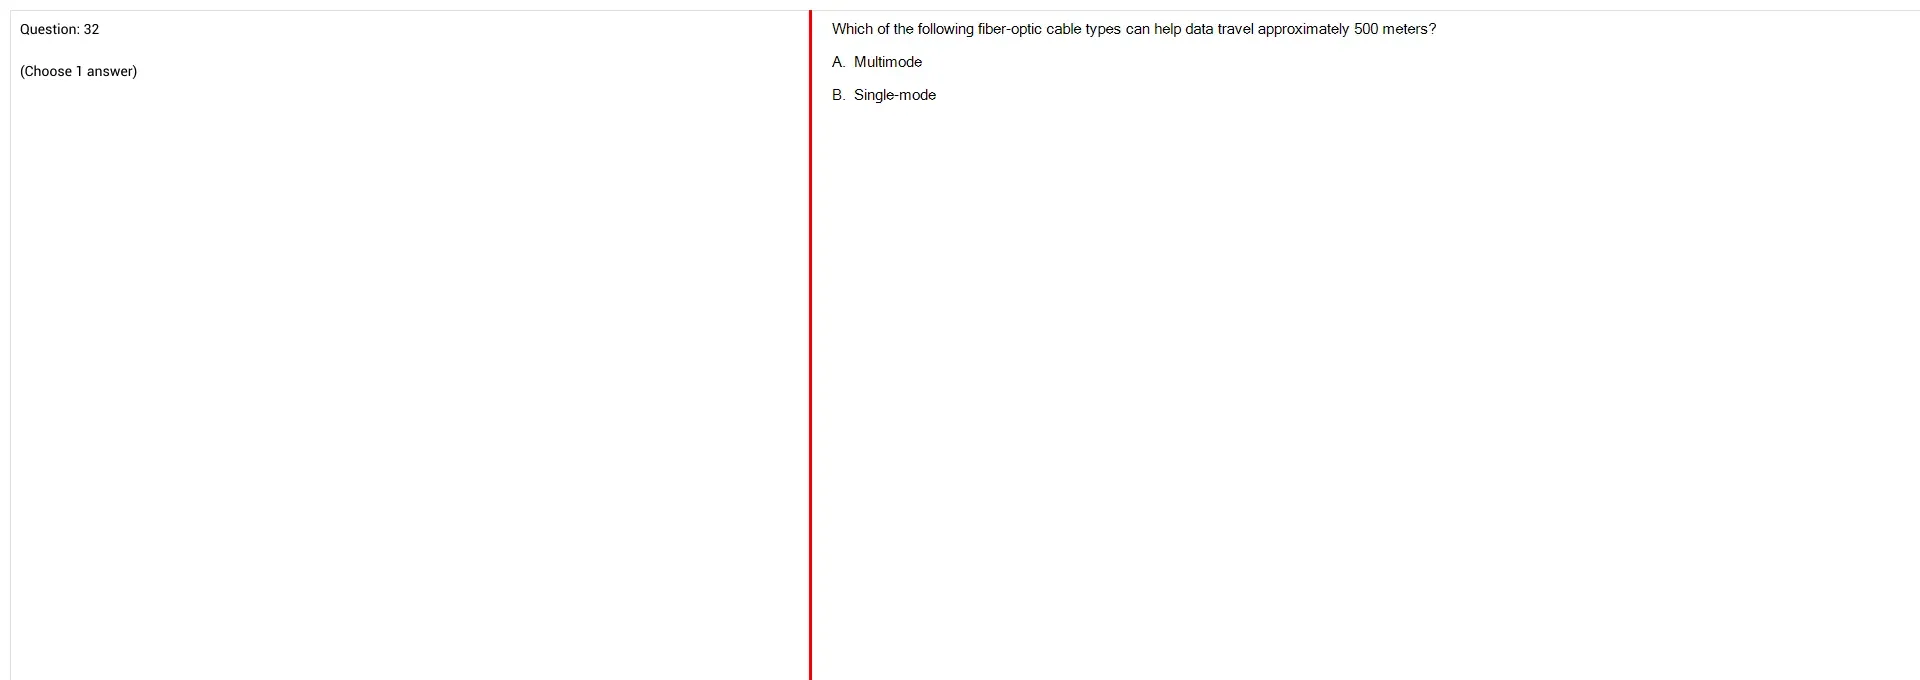 Question: 32
(Choose 1 answer)
Which of the following fiber-optic cable types can help data travel approximately 500 meters?
A. Multimode
B. Single-mode